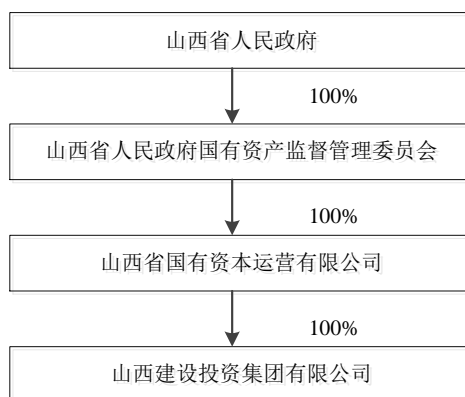 山西省人民政府
100%
山西省人民政府国有资产监督管理委员会
100%
山西省国有资本运营有限公司
100%
山西建设投资集团有限公司